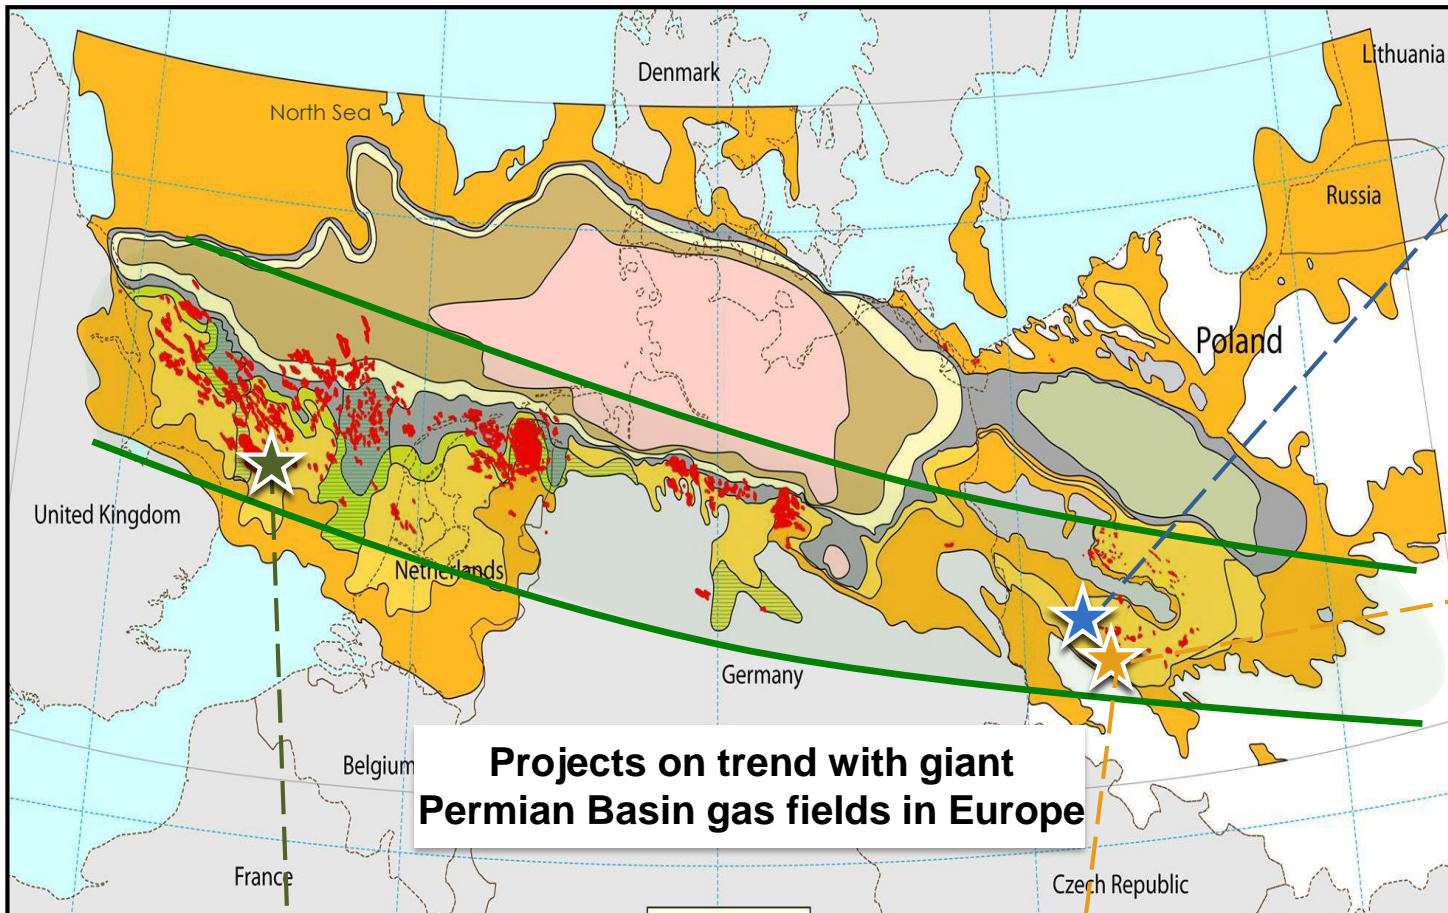 Denmark
Lithuania
North Sea
Russia
Poland
United Kingdom
Netherlands
Germany
Belgium
Projects on trend with giant
Permian Basin gas fields in Europe
France
Czech Republic